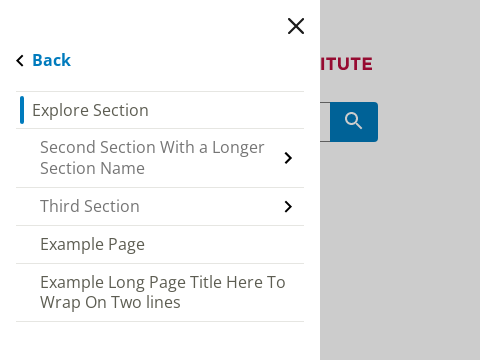 Back
ITUTE
Explore Section
Second Section With a Longer
Section Name
Third Section
Example Page
Example Long Page Title Here To
Wrap On Two lines